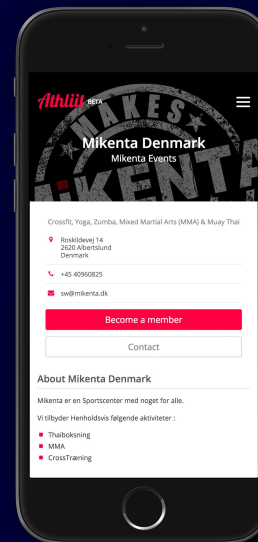 Athliit BETA
MAKES
Mikenta Denmark
Mikenta Events
MIKENTA
Crossfit, Yoga, Zumba, Mixed Martial Arts (MMA) & Muay Thai
Roskildevej 14
2620 Albertslund
Denmark
+45 40960825
sw@mikenta.dk
Become a member
Contact
About Mikenta Denmark
Mikenta er en Sportscenter med noget for alle.
Vi tilbyder Henholdsvis følgende aktiviteter :
Thaiboksning
MMA
CrossTræning